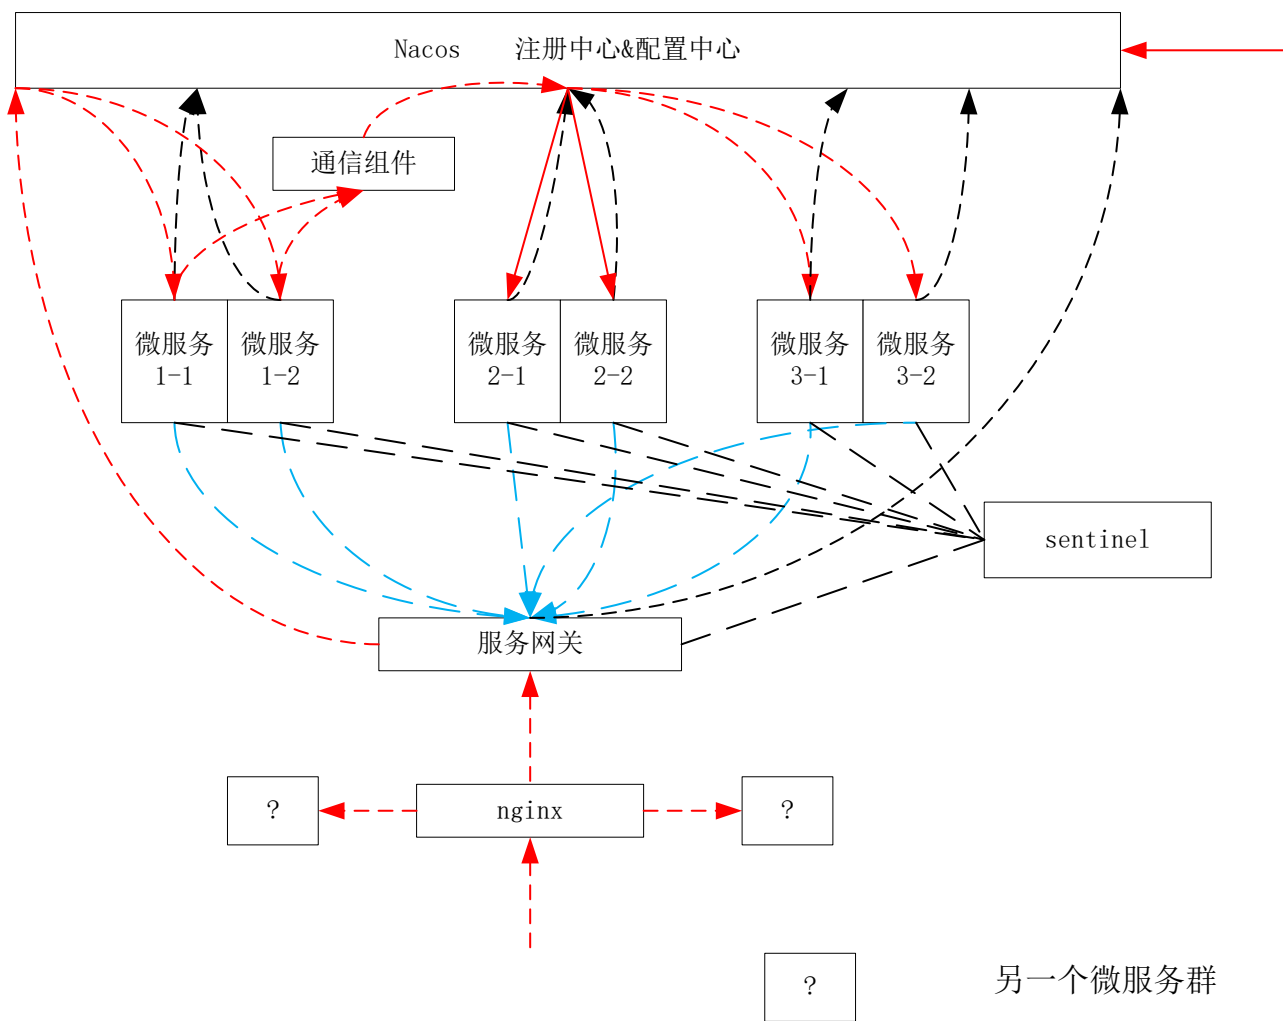 Nacos 注册中心&配置中心
通信组件
微服务
1-1
微服务
1-2
微服务
2-1
微服务
2-2
微服务
3-1
微服务
3-2
sentinel
服务网关
?
nginx
?
?
另一个微服务群